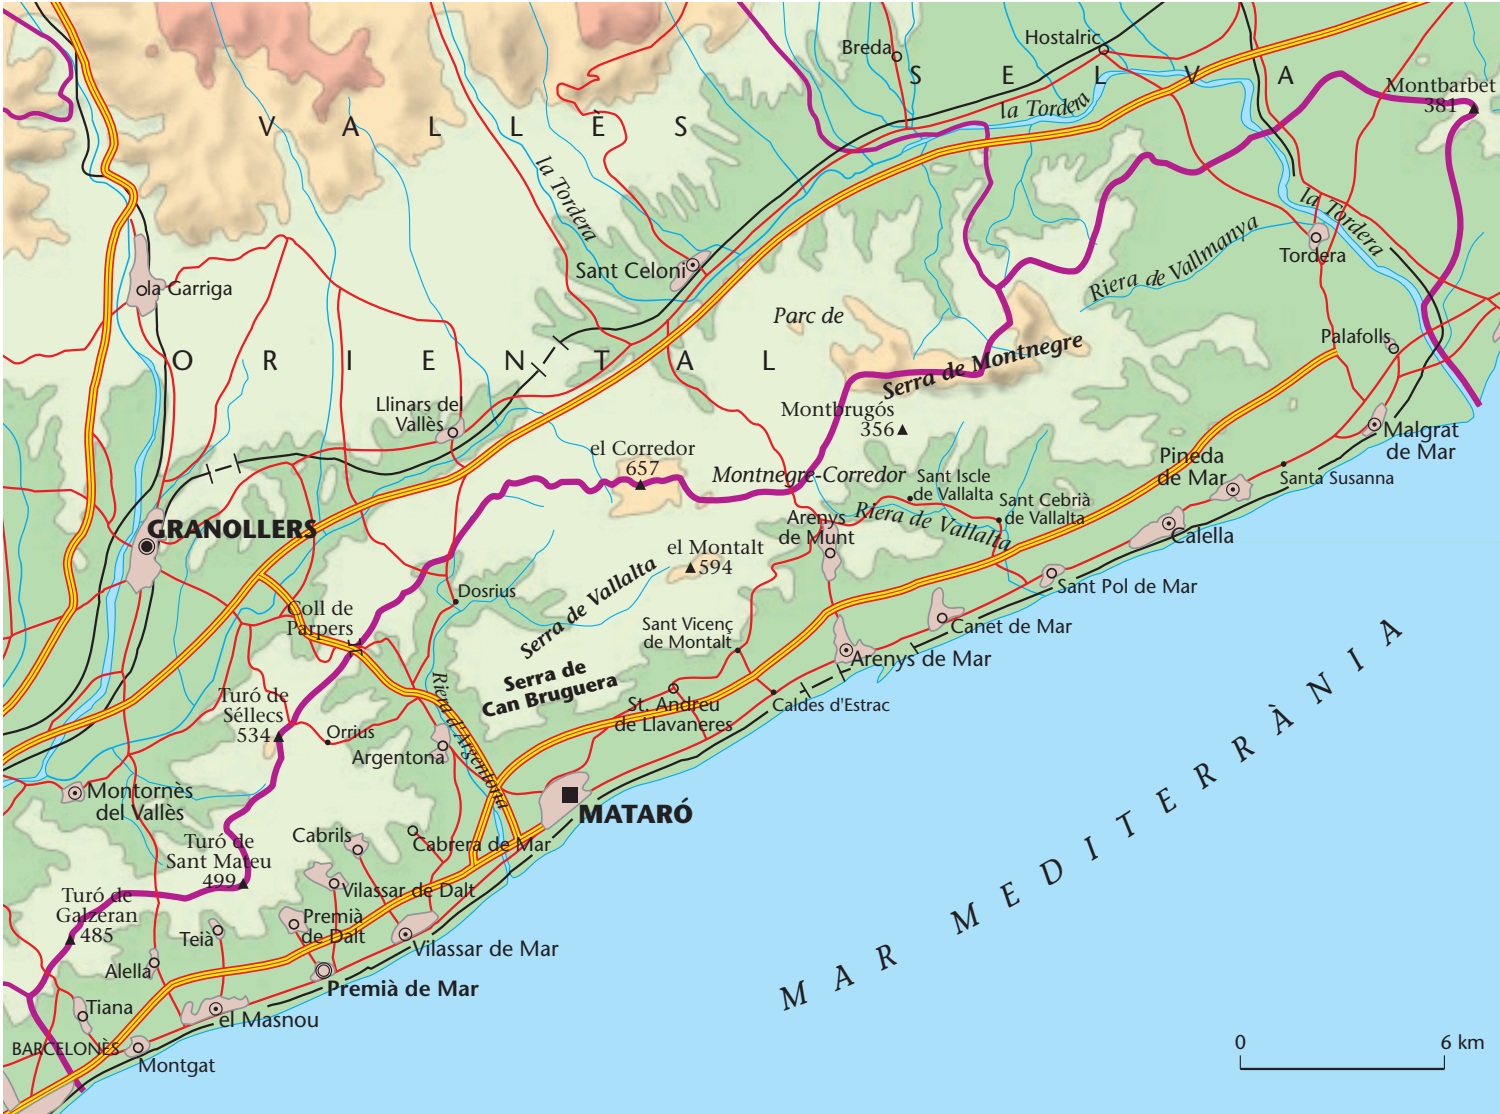 Breda
Hostalric
SELVA
Montbarbet
381
la Tordera
VALLÈS
la Tordera
la Tordera
Tordera
Riera de Vallmanya
Sant Celoni
la Garriga
Parc de
Palafolls
Serra de Montnegre
ORIENTAL
Llinars del
Vallès
Montbrugós
356
Malgrat
de Mar
el Corredor
657
Montnegre-Corredor
Sant Iscle
de Vallalta
Pineda
de Mar
Santa Susanna
Sant Cebrià
de Vallalta
Riera de Vallalta
Arenys
de Munt
GRANOLLERS
Calella
el Montalt
594
Dosrius
Sant Pol de Mar
Coll de
Parpers
Serra de Vallalta
Sant Vicenç
de Montalt
Canet de Mar
Arenys de Mar
Serra de
Can Bruguera
Turó de
Séllecs
534
Riera d'Argentona
St. Andreu
de Llavaneres
Caldes d'Estrac
Orrius
Argentona
Montornès
del Vallès
MATARÓ
Cabrils
Cabrera de Mar
Turó de
Sant Mateu
499
Vilassar de Dalt
Turó de
Galzeran
485
Premià
de Dalt
Teià
Vilassar de Mar
Alella
Premià de Mar
Tiana
el Masnou
BARCELONÈS
Montgat
MAR MEDITERRÀNIA
0 6 km